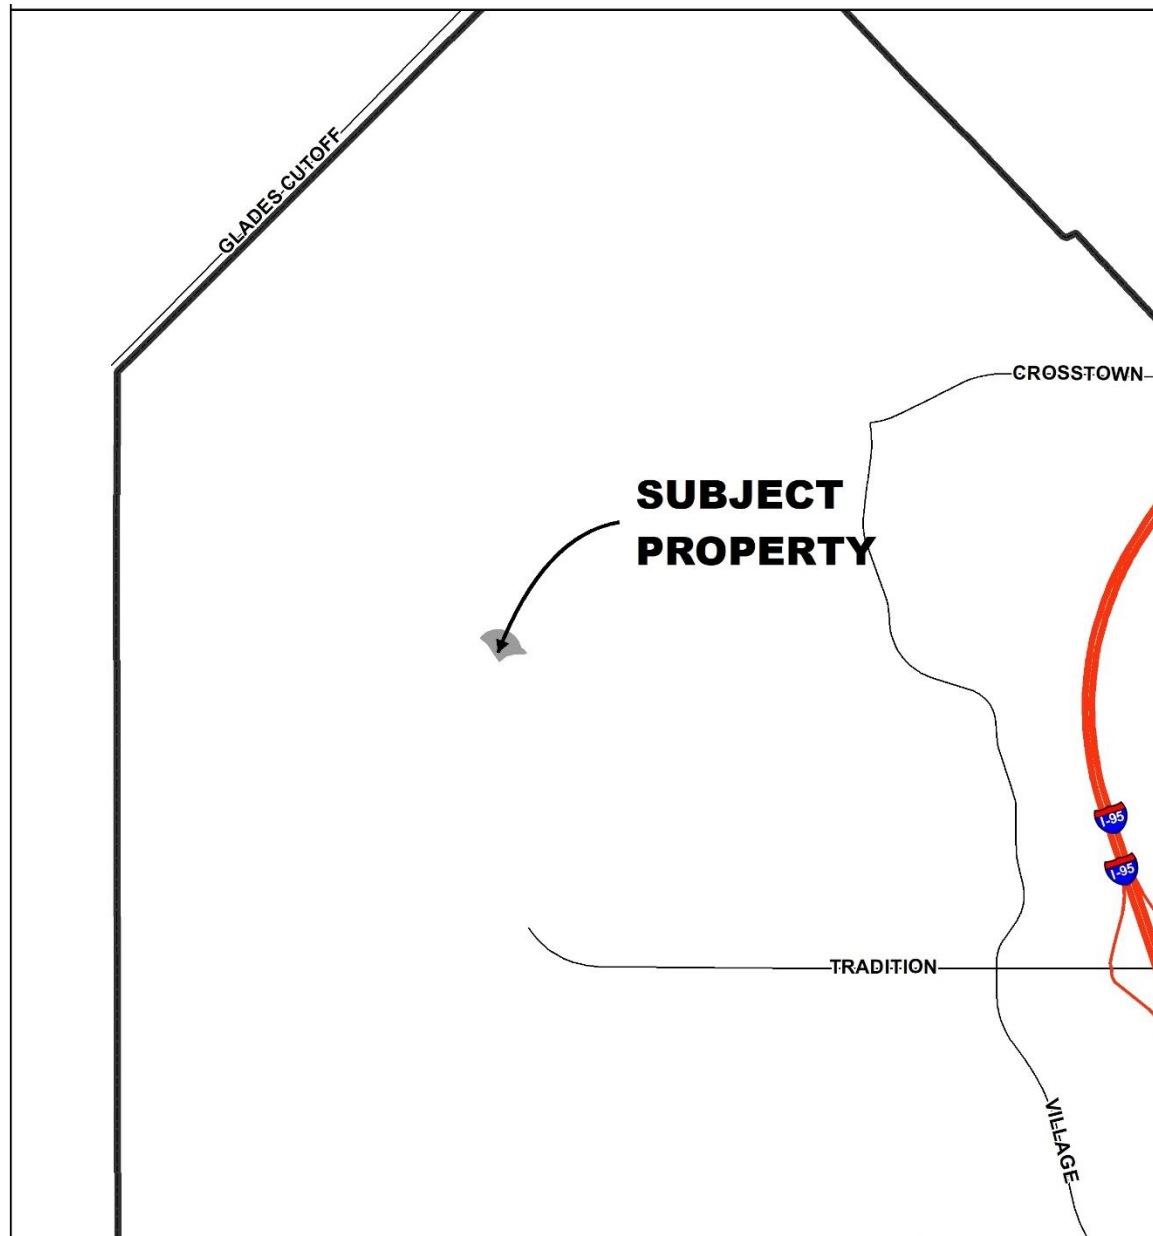 GLADES CUTOFF
CROSSTOWN
SUBJECT
PROPERTY
I-95
I-95
TRADITION
VILLAGE